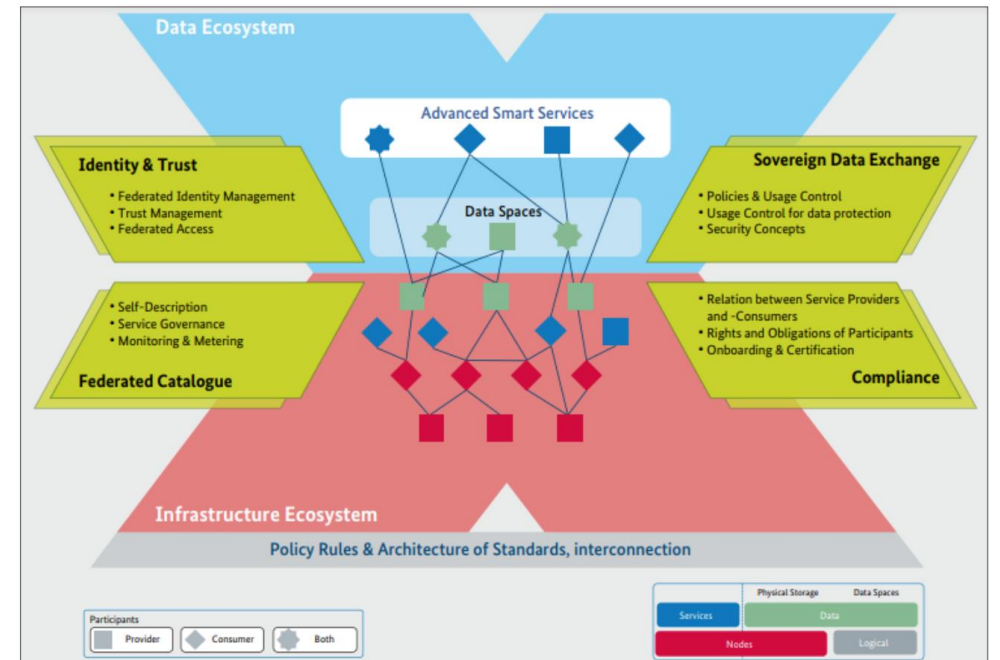 Data Ecosystem
Advanced Smart Services
Identity & Trust
• Federated Identity Management
• Trust Management
• Federated Access
Sovereign Data Exchange
• Policies & Usage Control
• Usage Control for data protection
• Security Concepts
Data Spaces
• Self-Description
• Service Governance
• Monitoring & Metering
Federated Catalogue
• Relation between Service Providers
and -Consumers
• Rights and Obligations of Participants
• Onboarding & Certification
Compliance
Infrastructure Ecosystem
Policy Rules & Architecture of Standards, interconnection
Participants
Provider
Consumer
Both
Physical Storage
Data Spaces
Services
Data
Nodes
Logical